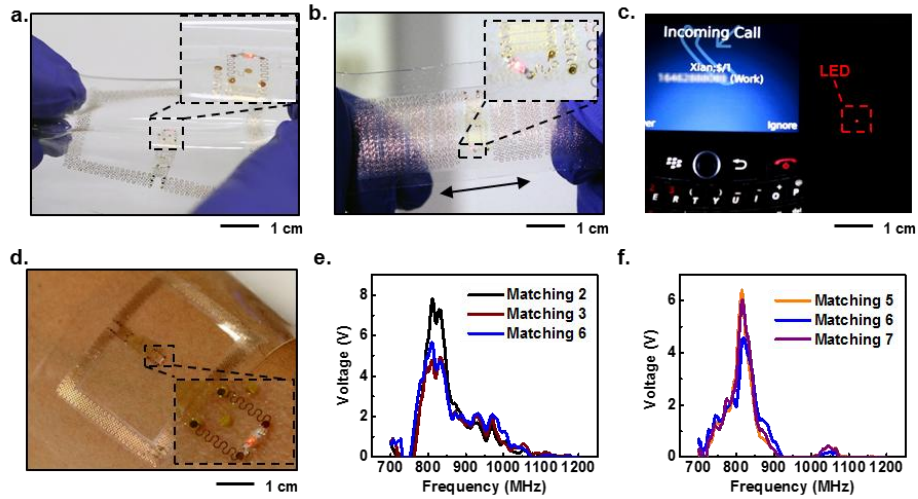 a.
b.
c.
Incoming Call
(Work)
LED
Ignore
E R T Y U I O P
1 cm
1 cm
1 cm
d.
e.
f.
Matching 2
Matching 3
Matching 6
Voltage (V)
8
6
4
2
0
700 800 900 1000 1100 1200
Frequency (MHz)
Matching 5
Matching 6
Matching 7
Voltage (V)
6
4
2
0
700 800 900 1000 1100 1200
Frequency (MHz)
1 cm